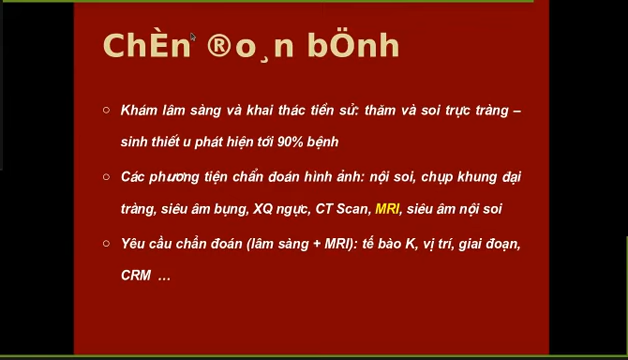 ChÈn ®o¸n bÖnh
○ Khám lâm sàng và khai thác tiền sử: thăm và soi trực tràng –
sinh thiết u phát hiện tới 90% bệnh
○ Các phương tiện chẩn đoán hình ảnh: nội soi, chụp khung đại
tràng, siêu âm bụng, XQ ngực, CT Scan, MRI, siêu âm nội soi
○ Yêu cầu chẩn đoán (lâm sàng + MRI): tế bào K, vị trí, giai đoạn,
CRM ...